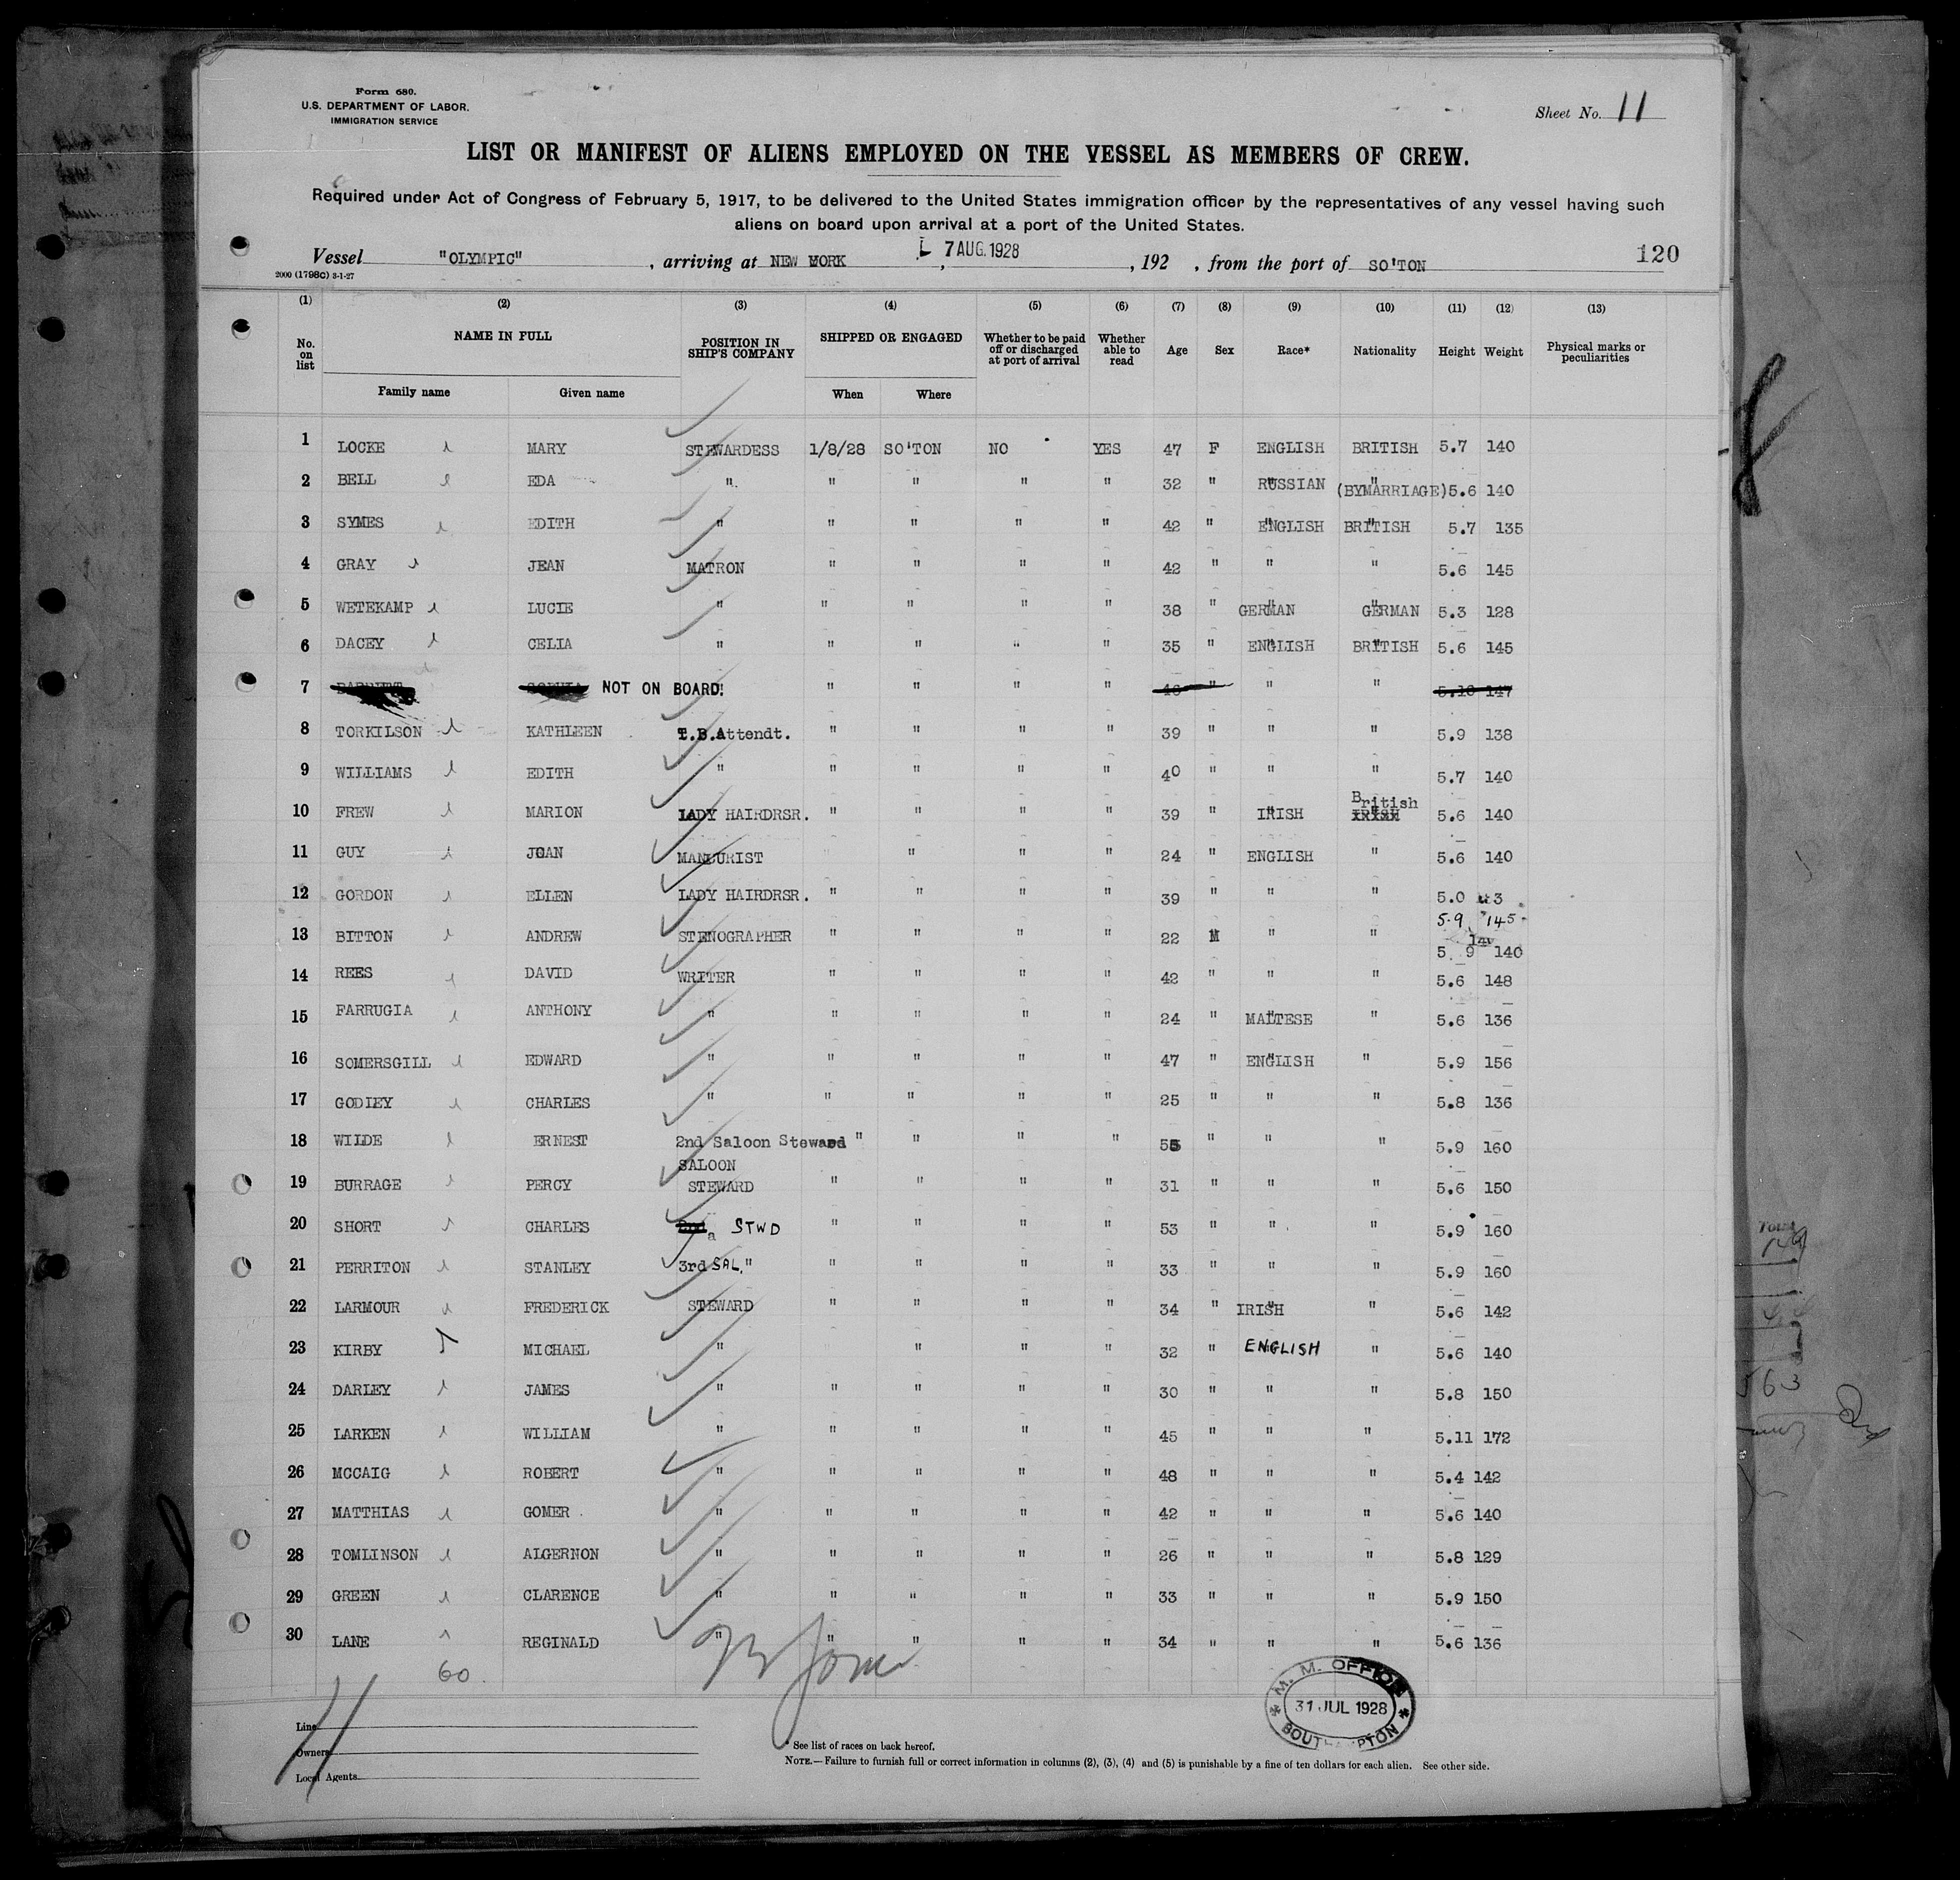 Form 680.
U.S. DEPARTMENT OF LABOR.
IMMIGRATION SERVICE
Sheet No. 11
LIST OR MANIFEST OF ALIENS EMPLOYED ON THE VESSEL AS MEMBERS OF CREW.
Required under Act of Congress of February 5, 1917, to be delivered to the United States immigration officer by the representatives of any vessel having such
aliens on board upon arrival at a port of the United States.
Vessel "OLYMPIC", arriving at NEW YORK, 7 AUG. 1928, 192 , from the port of SO'TON
120
2000 (1798C) 3-1-27
(1) (2) (3) (4) (5) (6) (7) (8) (9) (10) (11) (12) (13)
No. on list NAME IN FULL POSITION IN SHIP'S COMPANY SHIPPED OR ENGAGED Whether to be paid off or discharged at port of arrival Whether able to read Age Sex Race* Nationality Height Weight Physical marks or peculiarities
Family name Given name When Where
1 LOCKE MARY STEWARDESS 1/8/28 SO'TON NO YES 47 F ENGLISH BRITISH 5.7 140
2 BELL EDA " " " " " 32 " RUSSIAN " (BYMARRIAGE) 5.6 140
3 SYMES EDITH " " " " " 42 " ENGLISH BRITISH 5.7 135
4 GRAY JEAN MATRON " " " " 42 " " " 5.6 145
5 WETEKAMP LUCIE " " " " " 38 " GERMAN GERMAN 5.3 128
6 DACEY CELIA " " " " " 35 " ENGLISH BRITISH 5.6 145
7 NOT ON BOARD. " " " " " " " 147
8 TORKILSON KATHLEEN T.B.Attendt. " " " " 39 " " " 5.9 138
9 WILLIAMS EDITH " " " " " 40 " " " 5.7 140
10 FREW MARION LADY HAIRDRSR. " " " " 39 " IRISH British 5.6 140
11 GUY JOAN MANCURIST " " " 24 " ENGLISH " 5.6 140
12 GORDON ELLEN LADY HAIRDRSR. " " " " 39 " " " 5.0
5.9 145
13 BITTON ANDREW STENOGRAPHER " " " " 22 M " " 5 9 140
14 REES DAVID WRITER " " " " 42 " " " 5.6 148
15 FARRUGIA ANTHONY " " " " " 24 " MALTESE " 5.6 136
16 SOMERSGILL EDWARD " " " " " 47 " ENGLISH " 5.9 156
17 GODIEY CHARLES " " " " " 25 " " " 5.8 136
18 WILDE ERNEST 2nd Saloon Steward " " " " 55 " " " 5.9 160
19 BURRAGE PERCY SALOON STEWARD " " " " 31 " " " 5.6 150
20 SHORT CHARLES 2nd a STWD " " " " 53 " " " 5.9 160
21 PERRITON STANLEY 3rd SAL. " " " " " 33 " " " 5.9 160
22 LARMOUR FREDERICK STEWARD " " " " 34 " IRISH " 5.6 142
23 KIRBY MICHAEL " " " " 32 " ENGLISH " 5.6 140
24 DARLEY JAMES " " " " " 30 " " " 5.8 150
25 LARKEN WILLIAM " " " " " 45 " " " 5.11 172
26 MCCAIG ROBERT " " " " " 48 " " " 5.4 142
27 MATTHIAS GOMER " " " " " 42 " " " 5.6 140
28 TOMLINSON ALGERNON " " " " " 26 " " " 5.8 129
29 GREEN CLARENCE " " " " " 33 " " " 5.9 150
30 LANE REGINALD " " " " " 34 " " " 5.6 136
60
11
M. M. OFFICE
31 JUL 1928
SOUTHAMPTON
Line
Owners
Local Agents
* See list of races on back hereof.
NOTE.—Failure to furnish full or correct information in columns (2), (3), (4) and (5) is punishable by a fine of ten dollars for each alien. See other side.
Total
563